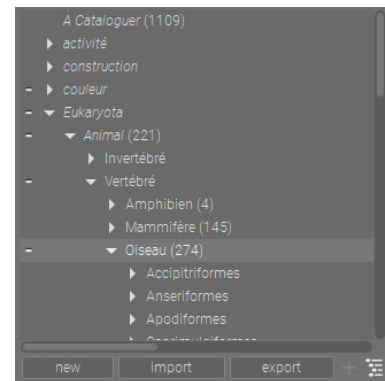 A Cataloguer (1109)
activité
construction
couleur
Eukaryota
Animal (221)
Invertébré
Vertébré
Amphibien (4)
Mammifère (145)
Oiseau (274)
Accipitriformes
Anseriformes
Apodiformes
new import export